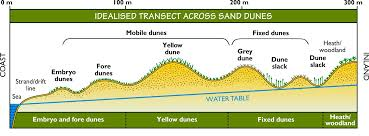 0 m
100 m
200 m
300 m
IDEALISED TRANSECT ACROSS SAND DUNES
COAST
INLAND
Mobile dunes
Fixed dunes
Strand/drift
line
Sea
Embryo
dunes
Fore
dunes
Yellow
dune
Grey
dune
Dune
slack
Dune
slack
Heath/
woodland
WATER TABLE
Embryo and fore dunes
Yellow dunes
Fixed dunes
Heath/
woodland